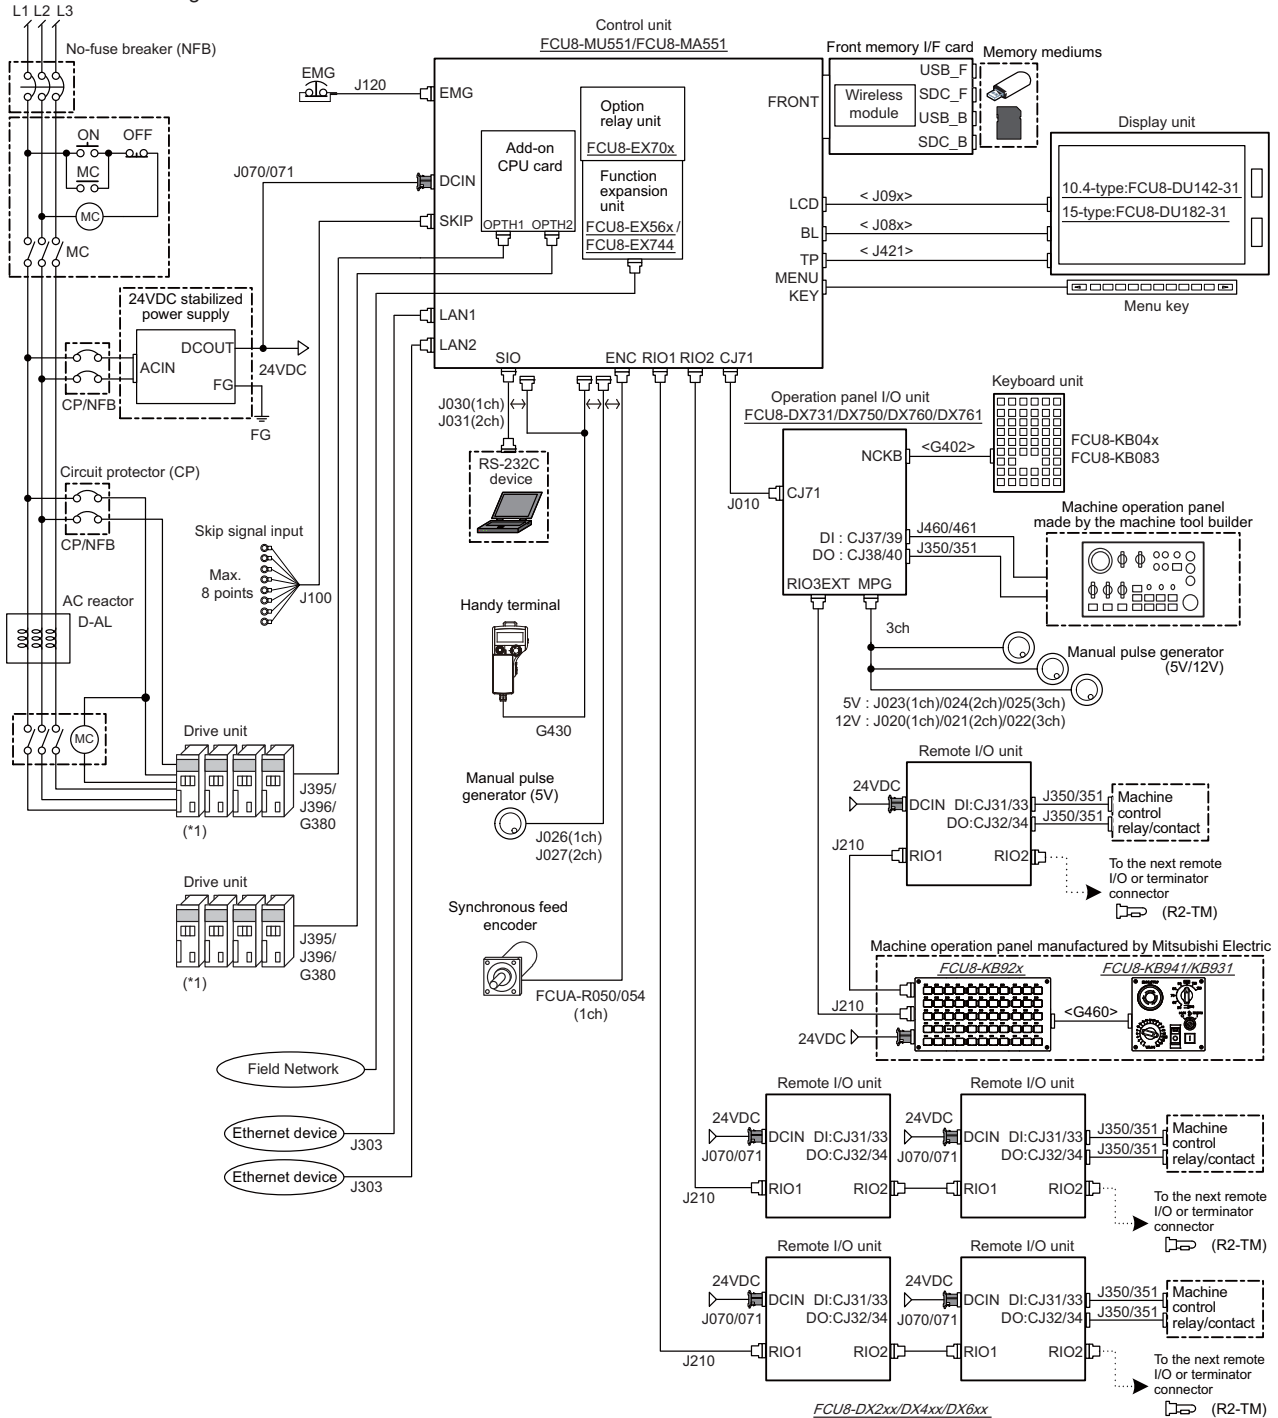 L1 L2 L3
No-fuse breaker (NFB)
ON OFF
MC
MC
MC
24VDC stabilized
power supply
DCOUT
ACIN
FG
24VDC
FG
CP/NFB
Circuit protector (CP)
CP/NFB
AC reactor
D-AL
MC
Drive unit
(*1)
J395/
J396/
G380
Drive unit
(*1)
J395/
J396/
G380
Skip signal input
Max.
8 points
J100
EMG
J120
J070/071
Control unit
FCU8-MU551/FCU8-MA551
EMG
DCIN
SKIP
LAN1
LAN2
Add-on
CPU card
OPTH1 OPTH2
Option
relay unit
FCU8-EX70x
Function
expansion
unit
FCU8-EX56x /
FCU8-EX744
FRONT
LCD
BL
TP
MENU
KEY
SIO
ENC RIO1 RIO2 CJ71
Front memory I/F card
Wireless
module
USB_F
SDC_F
USB_B
SDC_B
Memory mediums
Display unit
10.4-type:FCU8-DU142-31
15-type:FCU8-DU182-31
< J09x>
< J08x>
< J421>
Menu key
J030(1ch)
J031(2ch)
RS-232C
device
Handy terminal
G430
Manual pulse
generator (5V)
J026(1ch)
J027(2ch)
Synchronous feed
encoder
FCUA-R050/054
(1ch)
Field Network
Ethernet device
J303
Ethernet device
J303
Operation panel I/O unit
FCU8-DX731/DX750/DX760/DX761
NCKB
CJ71
DI : CJ37/39
DO : CJ38/40
RIO3EXT MPG
J010
Keyboard unit
<G402>
FCU8-KB04x
FCU8-KB083
Machine operation panel
made by the machine tool builder
J460/461
J350/351
3ch
Manual pulse generator
(5V/12V)
5V : J023(1ch)/024(2ch)/025(3ch)
12V : J020(1ch)/021(2ch)/022(3ch)
Remote I/O unit
24VDC
DCIN DI:CJ31/33
DO:CJ32/34
RIO1 RIO2
J210
J350/351
J350/351
Machine
control
relay/contact
To the next remote
I/O or terminator
connector
(R2-TM)
Machine operation panel manufactured by Mitsubishi Electric
FCU8-KB92x
FCU8-KB941/KB931
J210
24VDC
<G460>
Remote I/O unit
Remote I/O unit
24VDC
DCIN DI:CJ31/33
DO:CJ32/34
J070/071
RIO1 RIO2
J210
24VDC
DCIN DI:CJ31/33
DO:CJ32/34
J070/071
RIO1 RIO2
J350/351
J350/351
Machine
control
relay/contact
To the next remote
I/O or terminator
connector
(R2-TM)
Remote I/O unit
Remote I/O unit
24VDC
DCIN DI:CJ31/33
DO:CJ32/34
J070/071
RIO1 RIO2
J210
24VDC
DCIN DI:CJ31/33
DO:CJ32/34
J070/071
RIO1 RIO2
J350/351
J350/351
Machine
control
relay/contact
To the next remote
I/O or terminator
connector
(R2-TM)
FCU8-DX2xx/DX4xx/DX6xx